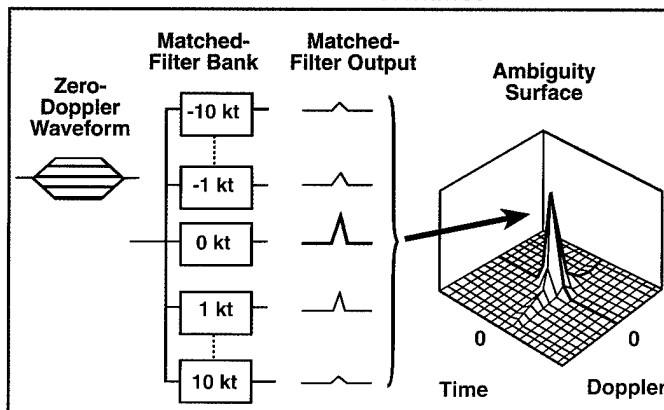 Zero-
Doppler
Waveform
Matched-
Filter Bank
-10 kt
-1 kt
0 kt
1 kt
10 kt
Matched-
Filter Output
Ambiguity
Surface
0
0
Time
Doppler